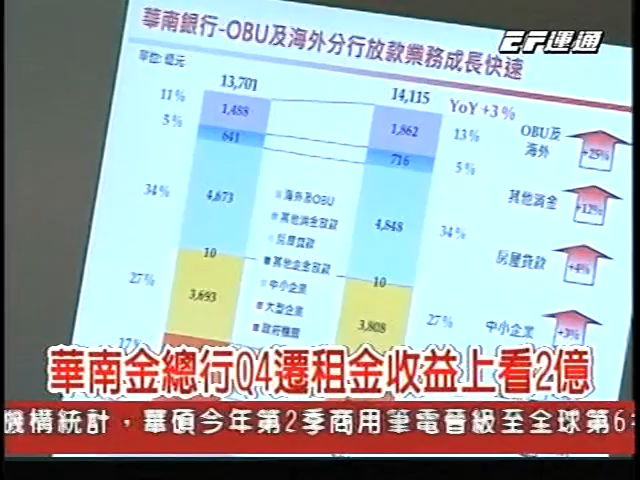 華南銀行-OBU及海外分行放款業務成長快速
EF運通
單位: 億元
13,701
14,115
YoY +3 %
11 %
1,488
1,862
13 %
OBU及
海外
+25%
5 %
641
716
5 %
其他消金
+12%
34 %
4,673
4,848
34 %
房屋貸款
+4%
海外及OBU
其他消金放款
房屋貸款
其他企金放款
中小企業
大型企業
政府機關
10
10
27 %
3,693
3,808
27 %
中小企業
+3%
17 %
華南金總行Q4遷租金收益上看2億
機構統計，華碩今年第2季商用筆電晉級至全球第6